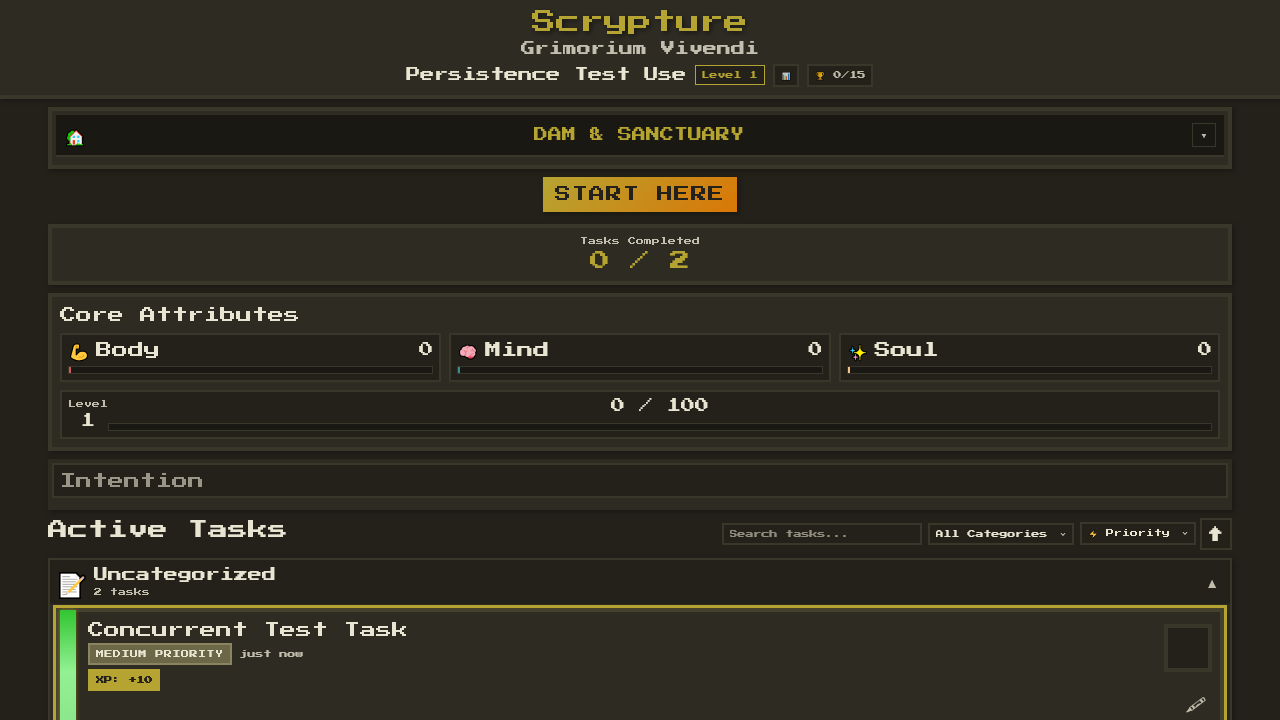 Scrypture
Grimorium Vivendi
Persistence Test Use Level 1 0/15
DAM & SANCTUARY
START HERE
Tasks Completed
0 / 2
Core Attributes
Body 0 Mind 0 Soul 0
Level
1
0 / 100
Intention
Active Tasks Search tasks... All Categories Priority
Uncategorized
2 tasks
Concurrent Test Task
MEDIUM PRIORITY just now
XP: +10